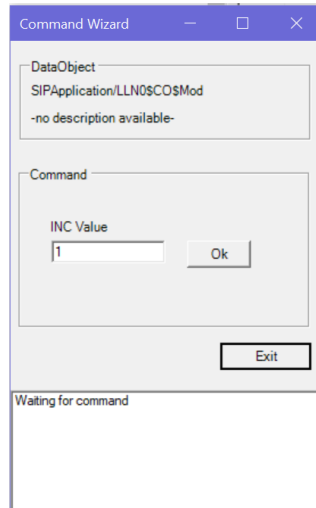 Command Wizard
DataObject
SIPApplication/LLN0$CO$Mod
-no description available-
Command
INC Value
1
Ok
Exit
Waiting for command